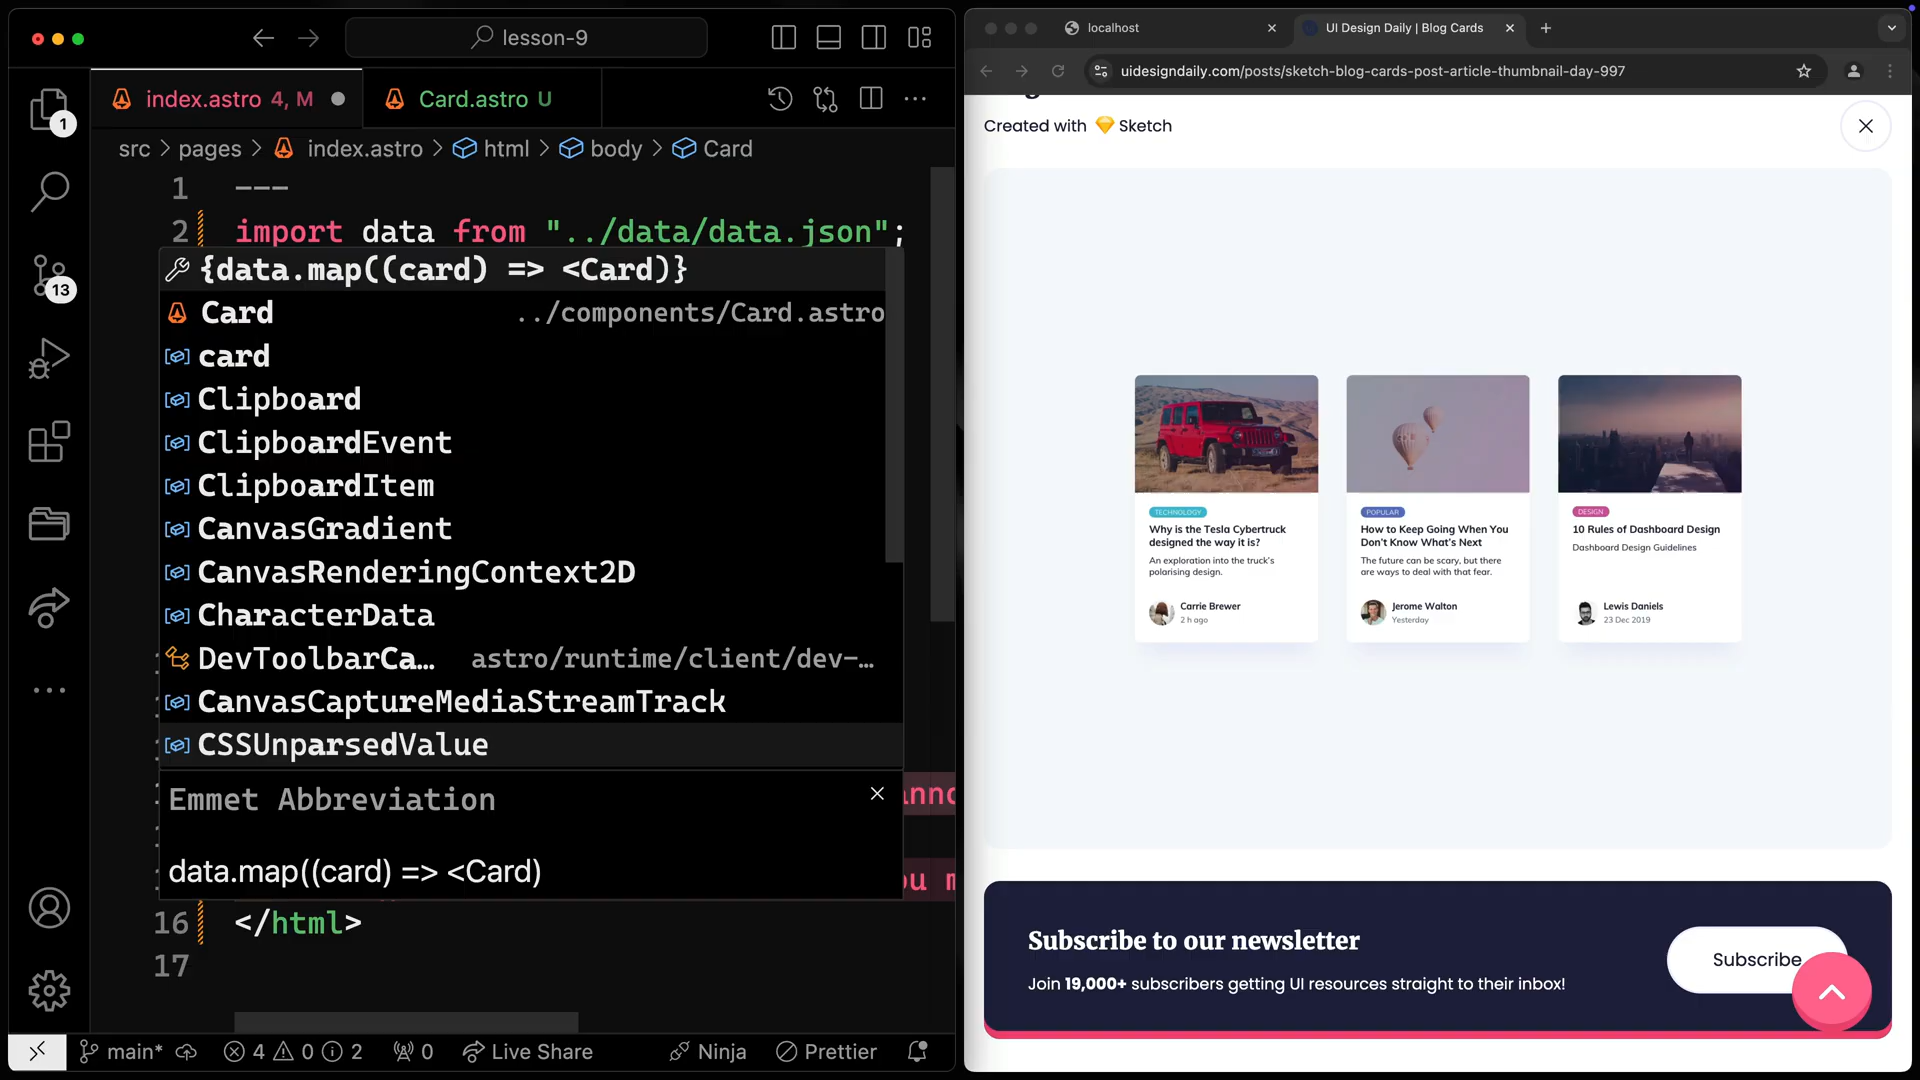 lesson-9
1
13
index.astro 4, M
Card.astro U
src > pages > index.astro > html > body > Card
1 ---
2 import data from "../data/data.json";
{data.map((card) => <Card)}
Card ../components/Card.astro
card
Clipboard
ClipboardEvent
ClipboardItem
CanvasGradient
CanvasRenderingContext2D
CharacterData
DevToolbarCa… astro/runtime/client/dev-…
CanvasCaptureMediaStreamTrack
CSSUnparsedValue
Emmet Abbreviation
data.map((card) => <Card)
16 </html>
17
main* 4 0 2 0 Live Share Ninja Prettier
localhost
UI Design Daily | Blog Cards
uidesigndaily.com/posts/sketch-blog-cards-post-article-thumbnail-day-997
Created with Sketch
TECHNOLOGY
Why is the Tesla Cybertruck
designed the way it is?
An exploration into the truck's
polarising design.
Carrie Brewer
2 h ago
POPULAR
How to Keep Going When You
Don't Know What's Next
The future can be scary, but there
are ways to deal with that fear.
Jerome Walton
Yesterday
DESIGN
10 Rules of Dashboard Design
Dashboard Design Guidelines
Lewis Daniels
23 Dec 2019
Subscribe to our newsletter
Join 19,000+ subscribers getting UI resources straight to their inbox!
Subscribe